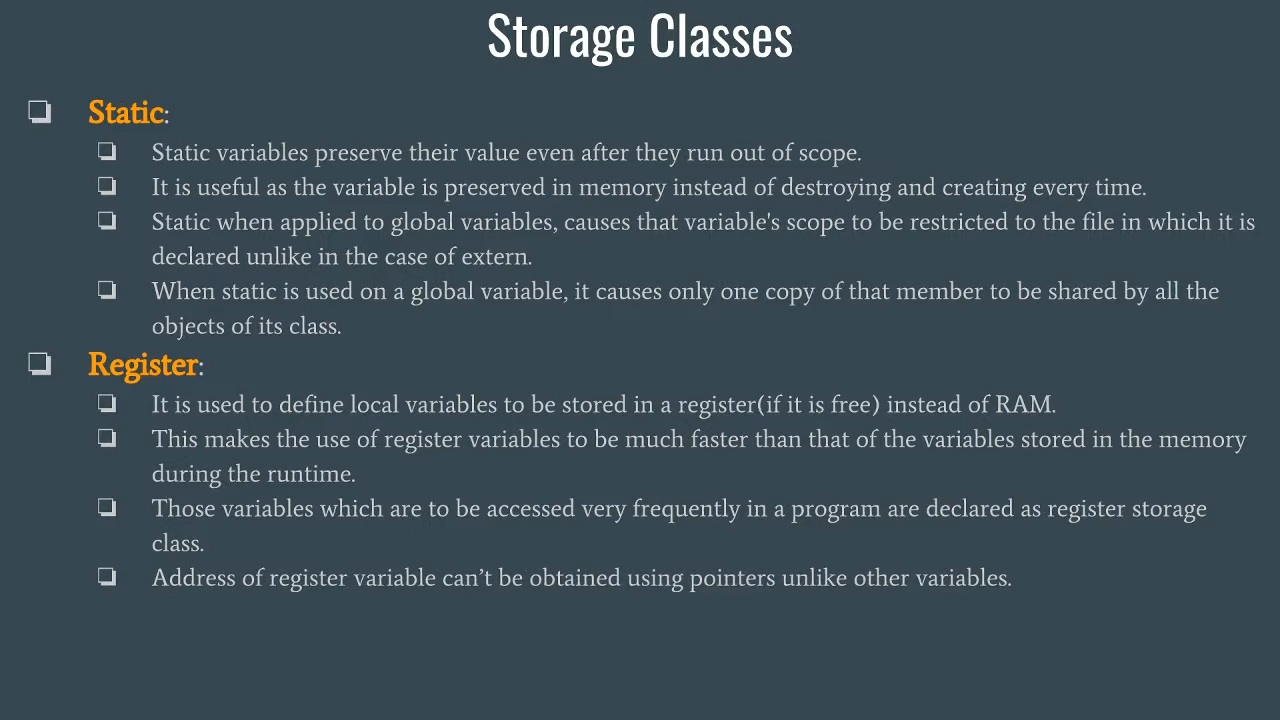 Storage Classes
Static:
Static variables preserve their value even after they run out of scope.
It is useful as the variable is preserved in memory instead of destroying and creating every time.
Static when applied to global variables, causes that variable's scope to be restricted to the file in which it is
declared unlike in the case of extern.
When static is used on a global variable, it causes only one copy of that member to be shared by all the
objects of its class.
Register:
It is used to define local variables to be stored in a register(if it is free) instead of RAM.
This makes the use of register variables to be much faster than that of the variables stored in the memory
during the runtime.
Those variables which are to be accessed very frequently in a program are declared as register storage
class.
Address of register variable can’t be obtained using pointers unlike other variables.